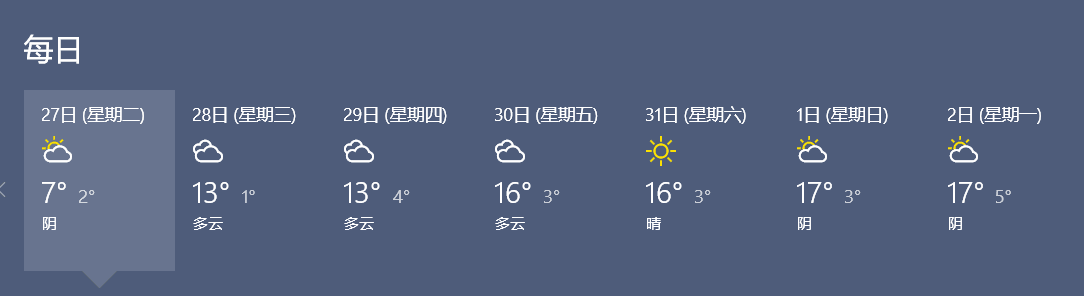 每日
27日 (星期二) 28日 (星期三) 29日 (星期四) 30日 (星期五) 31日 (星期六) 1日 (星期日) 2日 (星期一)
7° 2° 13° 1° 13° 4° 16° 3° 16° 3° 17° 3° 17° 5°
阴 多云 多云 多云 晴 阴 阴